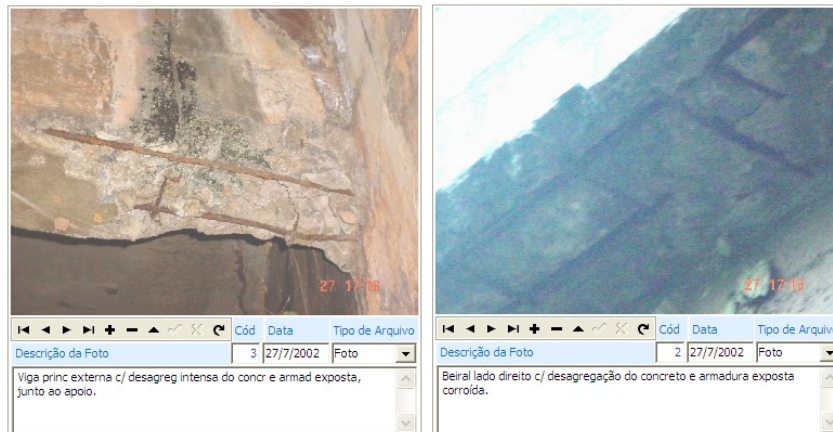 27 17:18
Cód Data Tipo de Arquivo
Descrição da Foto 3 27/7/2002 Foto
Viga princ externa c/ desagreg intensa do concr e armad exposta,
junto ao apoio.
27 17:18
Cód Data Tipo de Arquivo
Descrição da Foto 2 27/7/2002 Foto
Beiral lado direito c/ desagregação do concreto e armadura exposta
corroída.